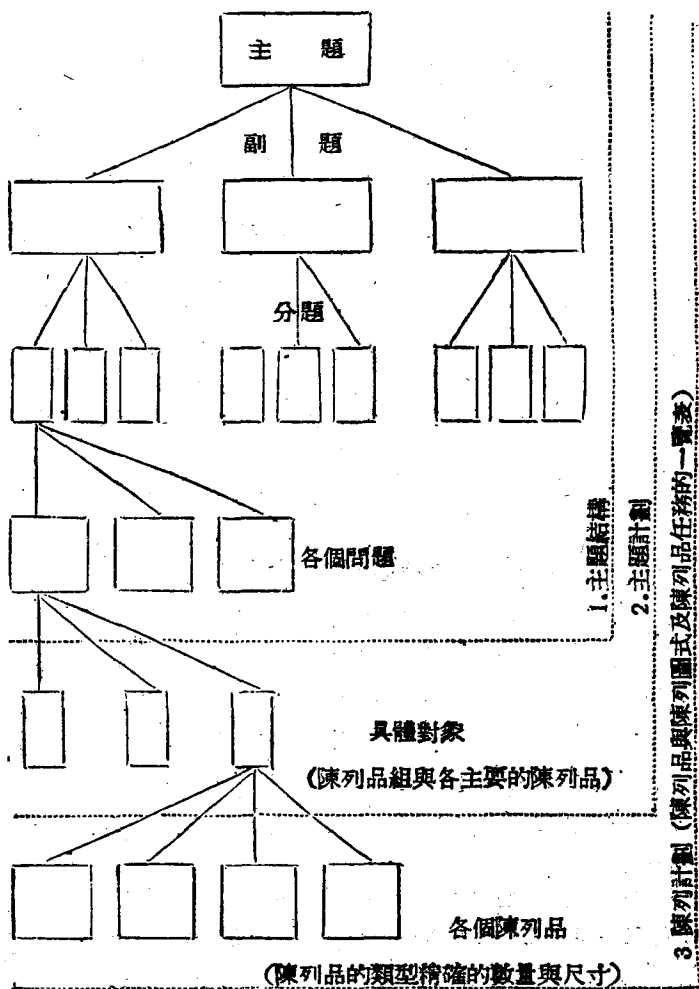 主 題
副 題
分題
各個問題
具體對象
(陳列品組與各主要的陳列品)
各個陳列品
(陳列品的類型精確的數量與尺寸)
1.主題結構
2.主題計劃
3.陳列計劃(陳列品與陳列圖式及陳列品任務的一覽表)